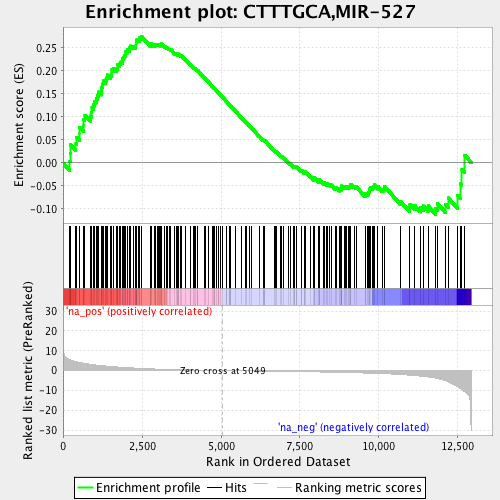 Enrichment plot: CTTTGCA,MIR-527
Enrichment score (ES)
0.25
0.20
0.15
0.10
0.05
0.00
-0.05
-0.10
'na_pos' (positively correlated)
Ranked list metric (PreRanked)
30
20
10
0
-10
-20
-30
Zero cross at 5049
'na_neg' (negatively correlated)
0
2,500
5,000
7,500
10,000
12,500
Rank in Ordered Dataset
Enrichment profile
Hits
Ranking metric scores